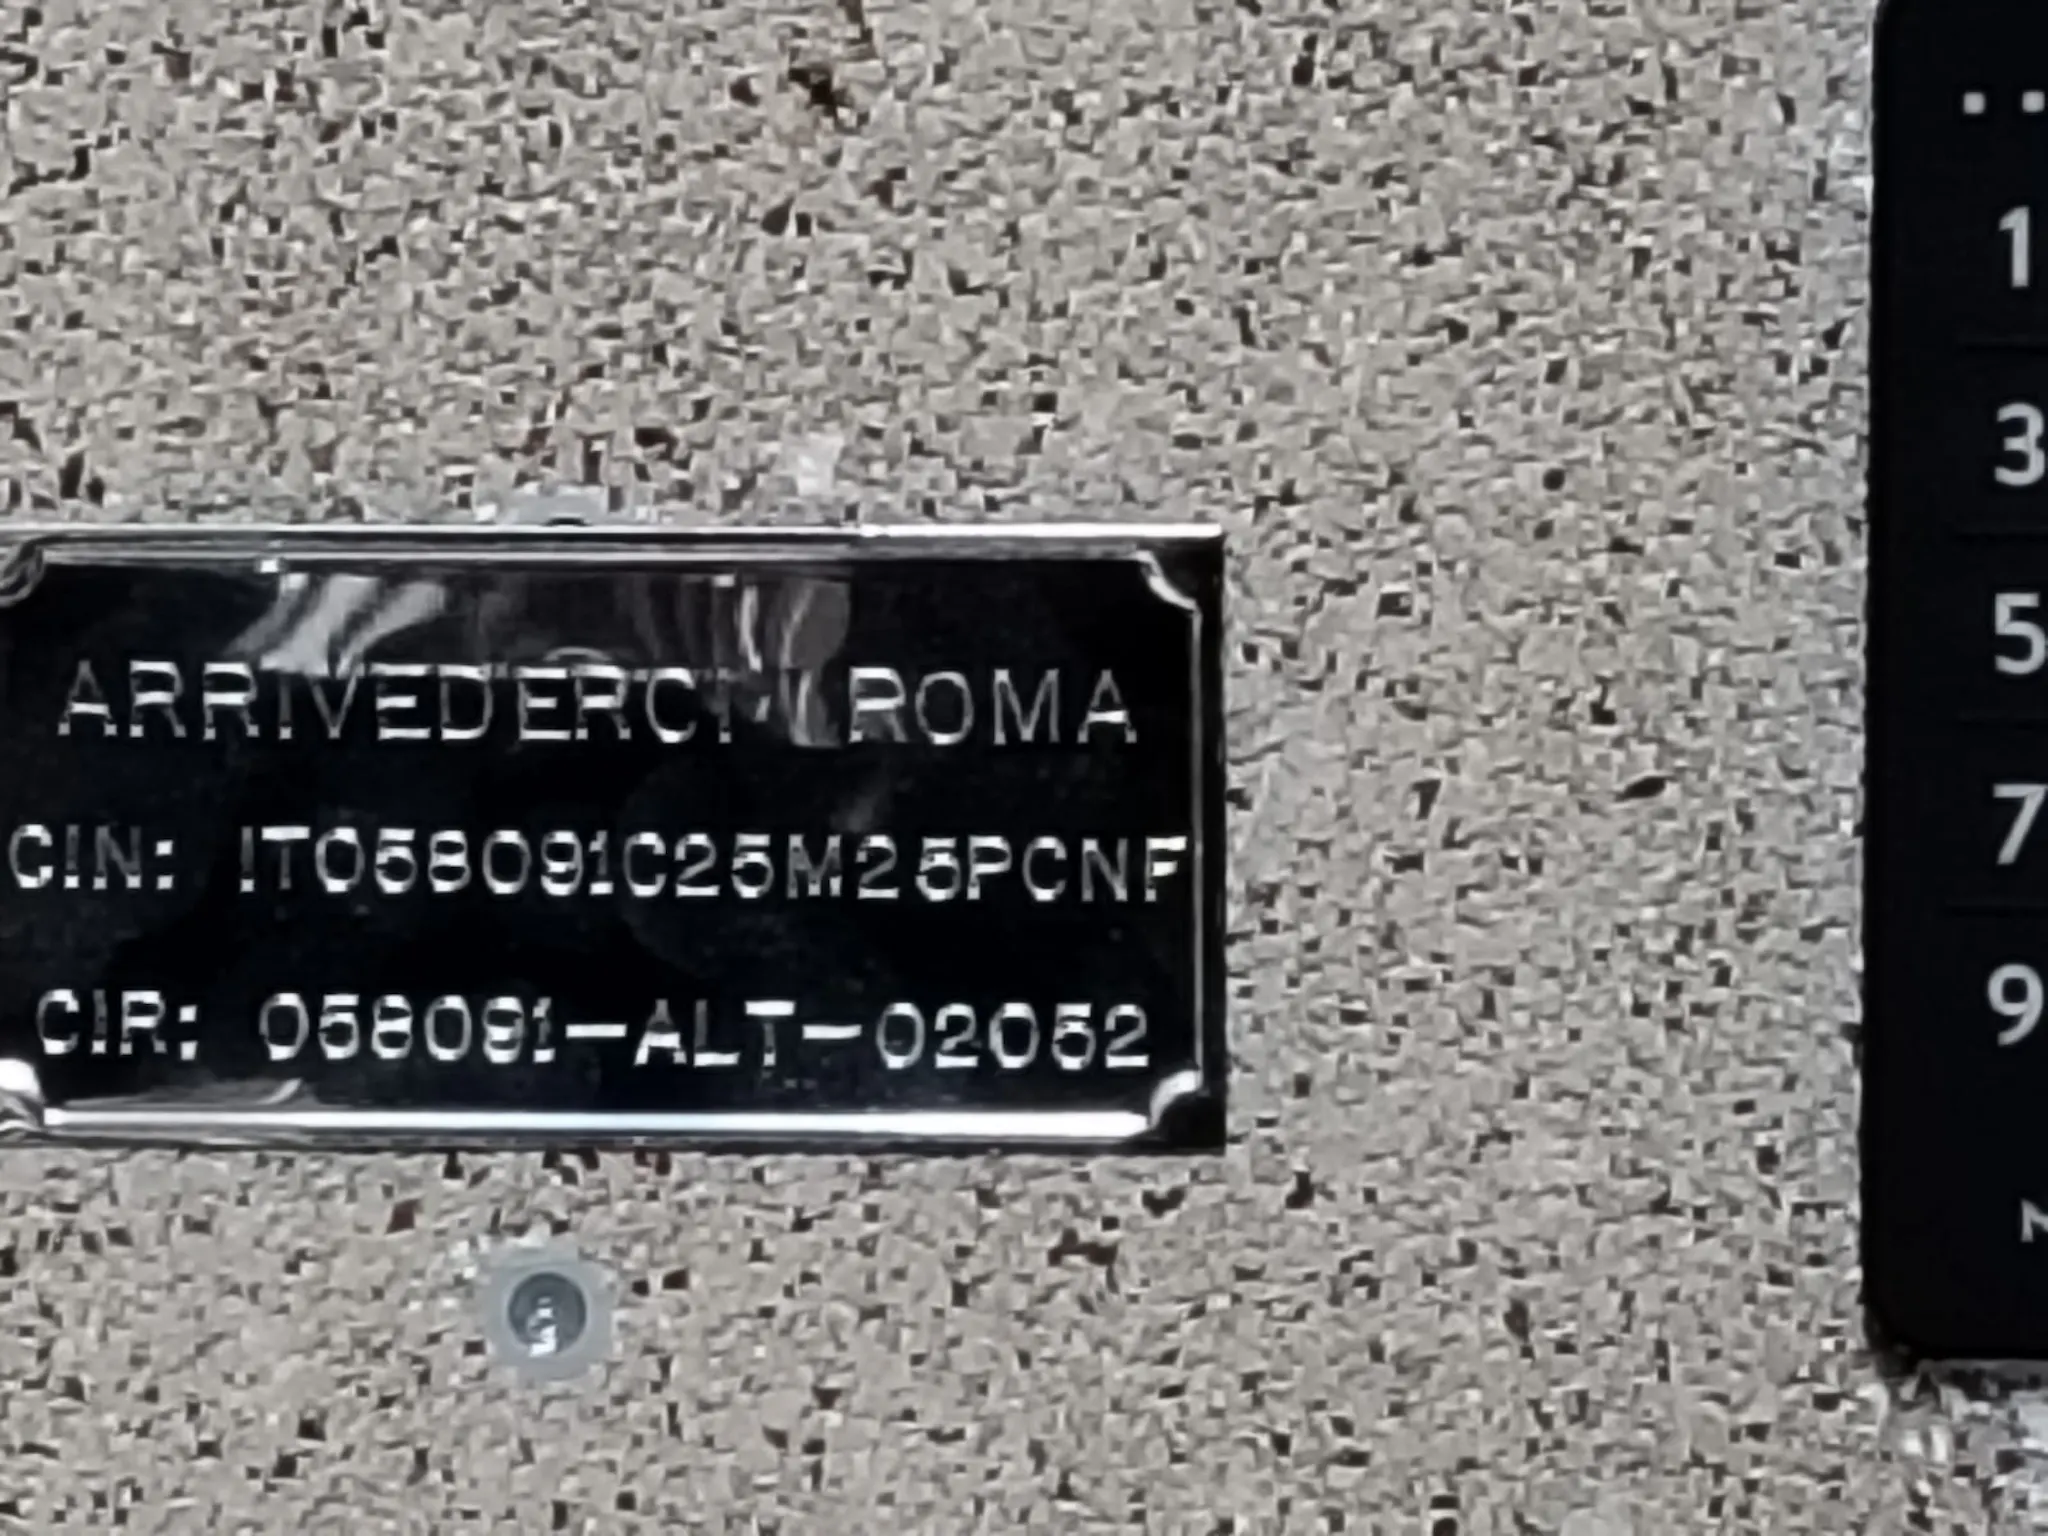 ARRIVEDERCI ROMA
CIN: IT058091C25M25PCNF
CIR: 058091-ALT-02052
1
3
5
7
9